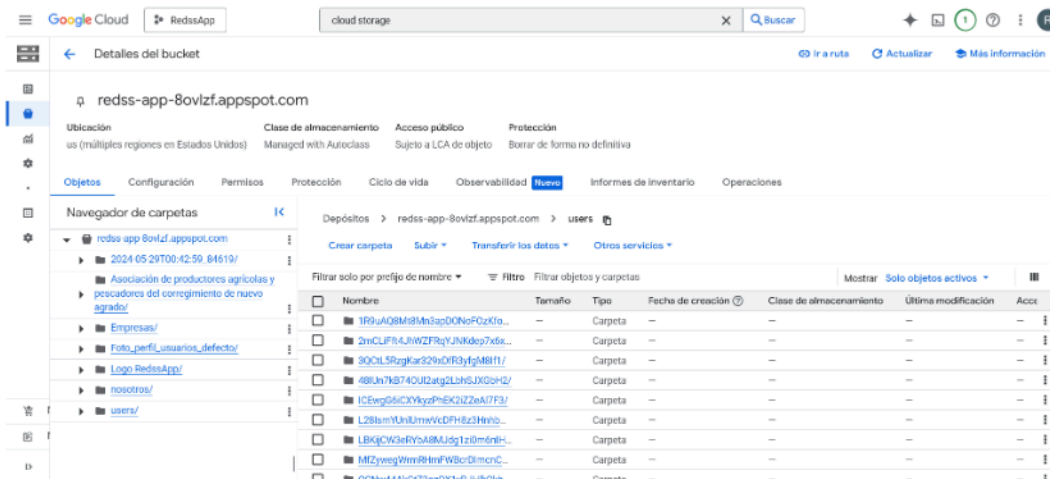 Google Cloud
RedssApp
cloud storage
Buscar
1
Detalles del bucket
Ir a ruta
Actualizar
Más información
redss-app-8ovlzf.appspot.com
Ubicación
Clase de almacenamiento
Acceso público
Protección
us (múltiples regiones en Estados Unidos)
Managed with Autoclass
Sujeto a LCA de objeto
Borrar de forma no definitiva
Objetos
Configuración
Permisos
Protección
Ciclo de vida
Observabilidad Nuevo
Informes de inventario
Operaciones
Navegador de carpetas
Depósitos > redss-app-8ovlzf.appspot.com > users
redss-app-8ovlzf.appspot.com
2024-05-29T00:42:59_84619/
Asociación de productores agrícolas y
pescadores del corregimiento de nuevo
agrado/
Empresas/
Foto_perfil_usuarios_defecto/
Logo RedssApp/
nosotros/
users/
Crear carpeta
Subir
Transferir los datos
Otros servicios
Filtrar solo por prefijo de nombre
Filtro
Filtrar objetos y carpetas
Mostrar
Solo objetos activos
Nombre
Tamaño
Tipo
Fecha de creación
Clase de almacenamiento
Última modificación
Acce
Carpeta
Carpeta
Carpeta
Carpeta
Carpeta
Carpeta
Carpeta
Carpeta